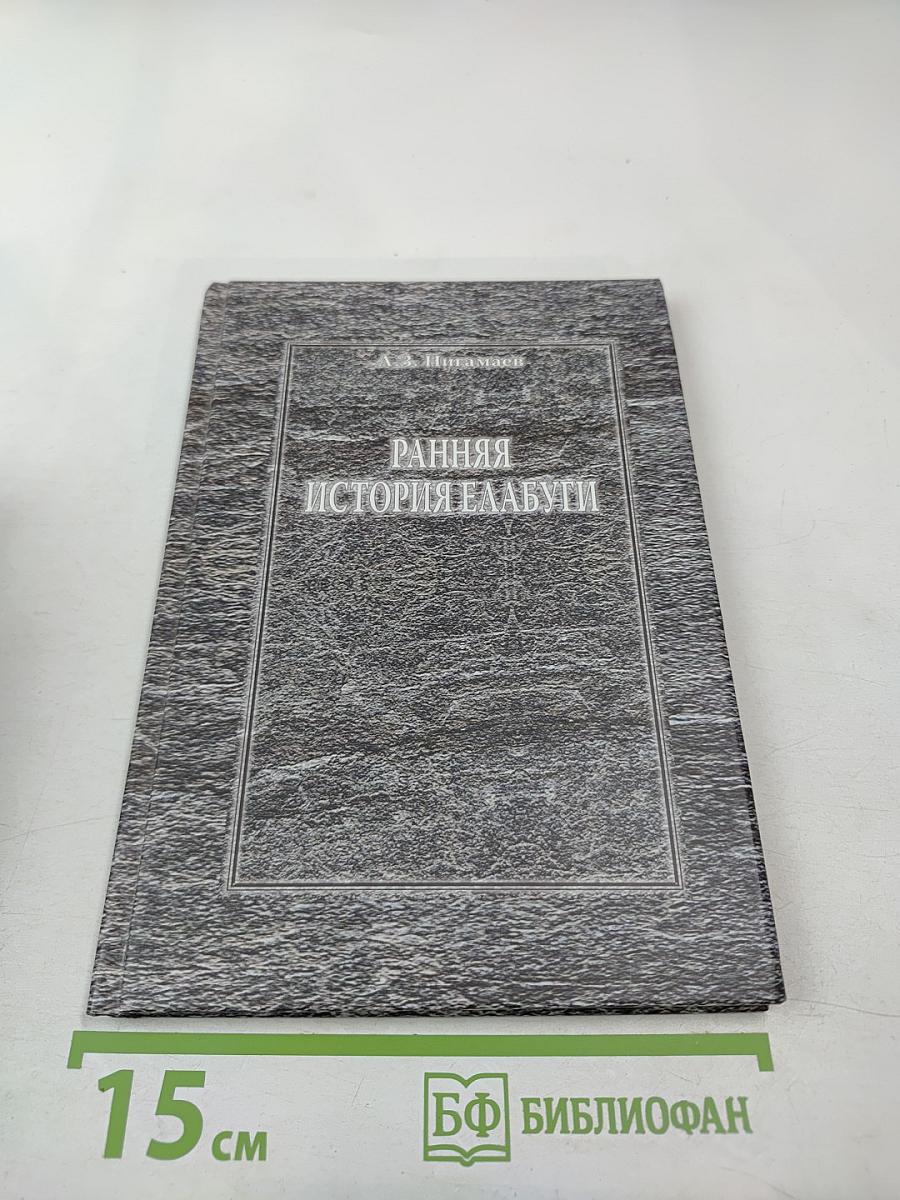 А. З. Нигамаев
РАННЯЯ
ИСТОРИЯ ЕЛАБУГИ
15 см
БФ БИБЛИОФАН